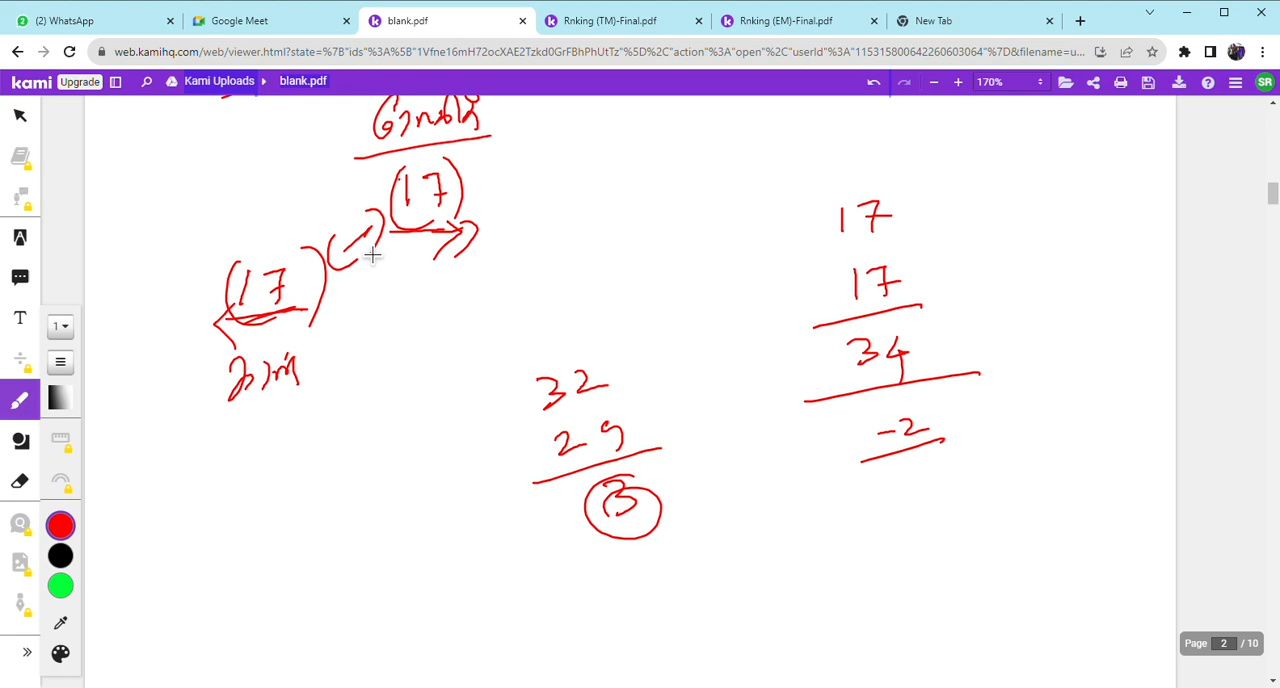 (2) WhatsApp
Google Meet
blank.pdf
Rnking (TM)-Final.pdf
Rnking (EM)-Final.pdf
New Tab
web.kamihq.com/web/viewer.html?state=%7B"ids"%3A%5B"1Vfne16mH72ocXAE2Tzkd0GrFBhPhUtTz"%5D%2C"action"%3A"open"%2C"userId"%3A"115315800642260603064"%7D&filename=u...
kami Upgrade
Kami Uploads
blank.pdf
170%
SR
(17)
17
(17)
17
34
32
-2
29
3
1
Page 2 / 10